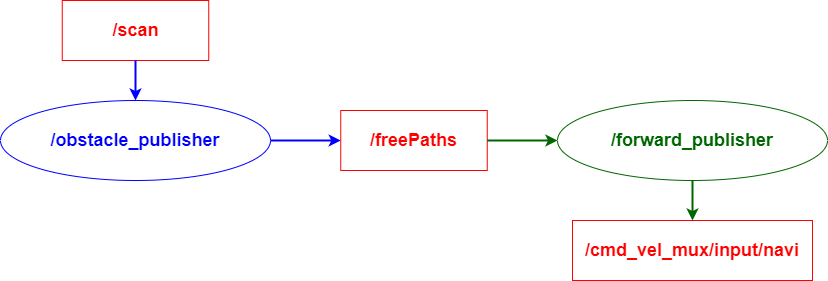 /scan
/obstacle_publisher
/freePaths
/forward_publisher
/cmd_vel_mux/input/navi